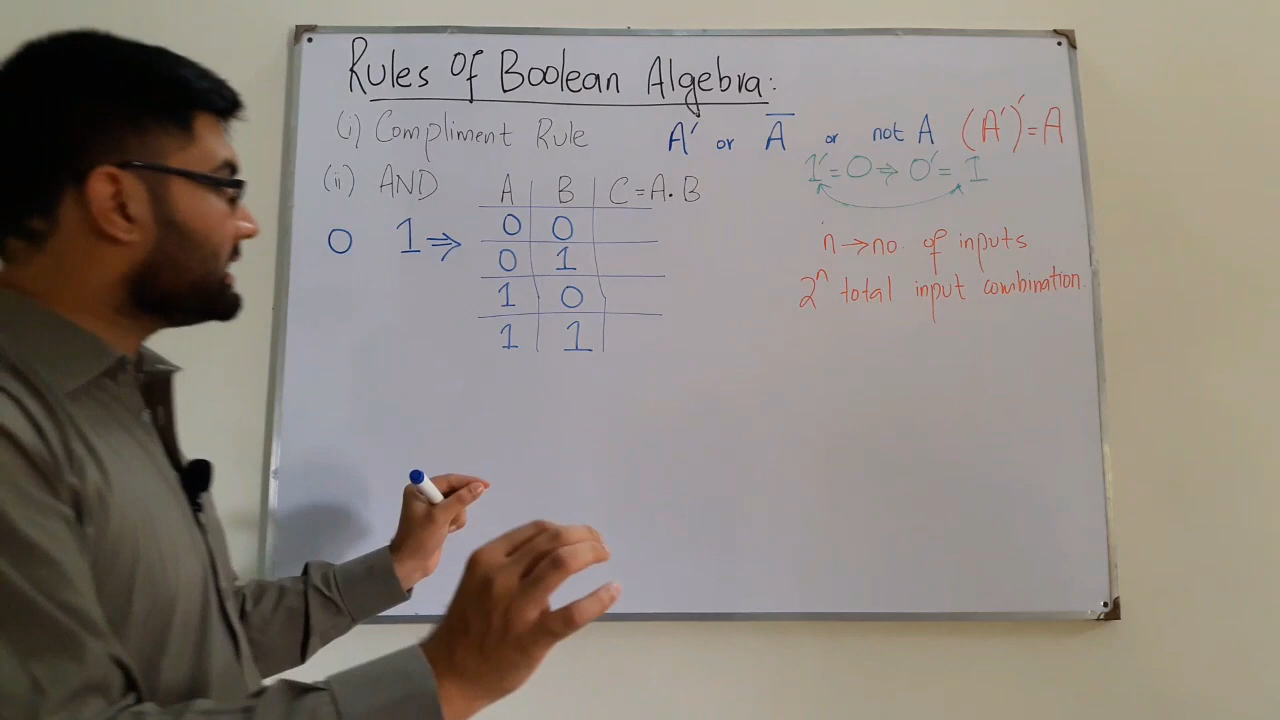 Rules Of Boolean Algebra:
(i) Compliment Rule A' or A̅ or not A (A')' = A
1' = 0 ⇒ 0' = 1
(ii) AND A B C = A . B
0 1 ⇒ 0 0
0 1
1 0
1 1
n → no. of inputs
2ⁿ total input combination.